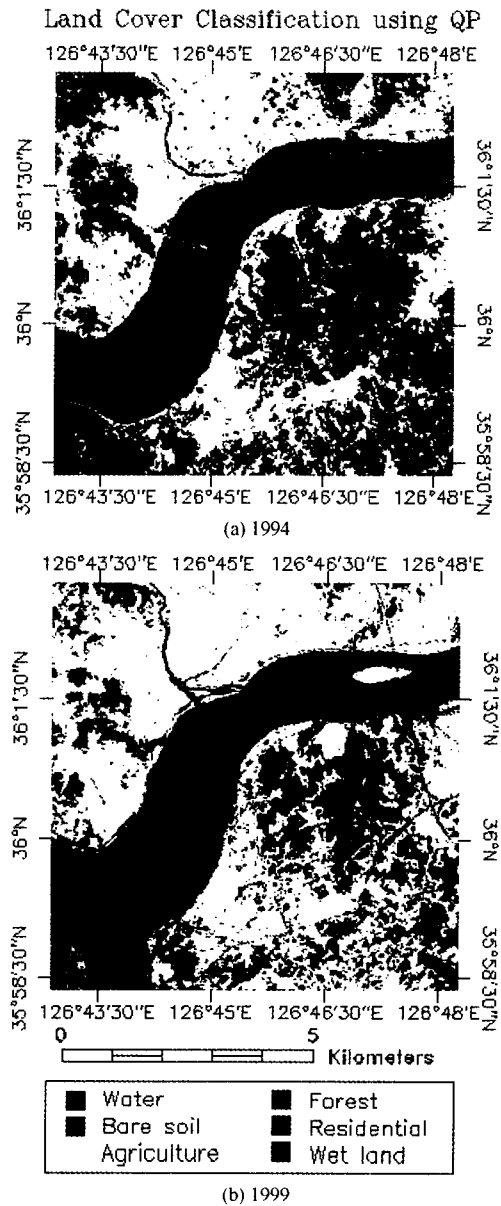 Land Cover Classification using QP
126°43'30"E 126°45'E 126°46'30"E 126°48'E
36°1'30"N 36°1'30"N
36°N 36°N
35°58'30"N 35°58'30"N
126°43'30"E 126°45'E 126°46'30"E 126°48'E
(a) 1994
126°43'30"E 126°45'E 126°46'30"E 126°48'E
36°1'30"N 36°1'30"N
36°N 36°N
35°58'30"N 35°58'30"N
126°43'30"E 126°45'E 126°46'30"E 126°48'E
0 5
Kilometers
Water Forest
Bare soil Residential
Agriculture Wet land
(b) 1999